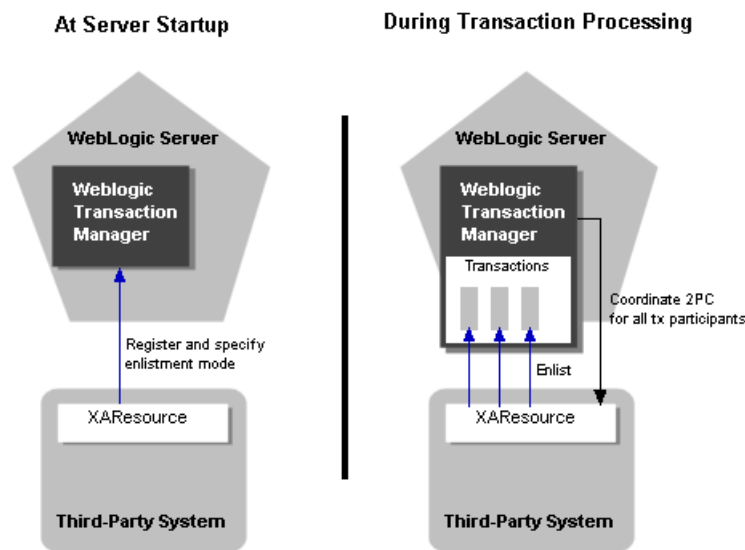 At Server Startup
WebLogic Server
Weblogic
Transaction
Manager
Register and specify
enlistment mode
XAResource
Third-Party System
During Transaction Processing
WebLogic Server
Weblogic
Transaction
Manager
Transactions
Coordinate 2PC
for all tx participants
Enlist
XAResource
Third-Party System